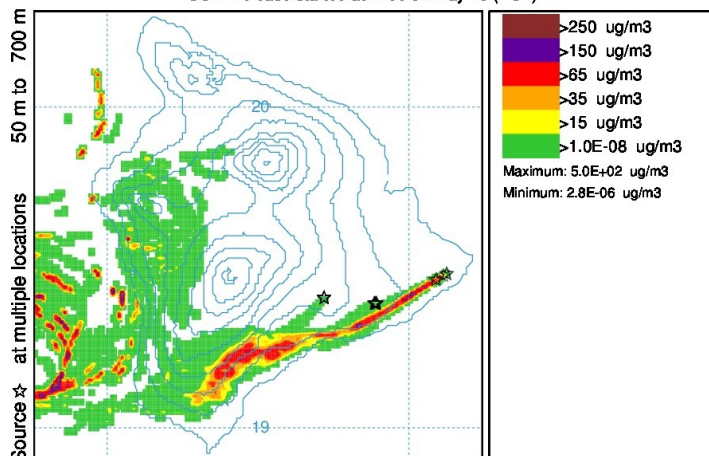 >250 ug/m3
>150 ug/m3
>65 ug/m3
>35 ug/m3
>15 ug/m3
>1.0E-08 ug/m3
Maximum: 5.0E+02 ug/m3
Minimum: 2.8E-06 ug/m3
Source ☆ at multiple locations 50 m to 700 m
20
19